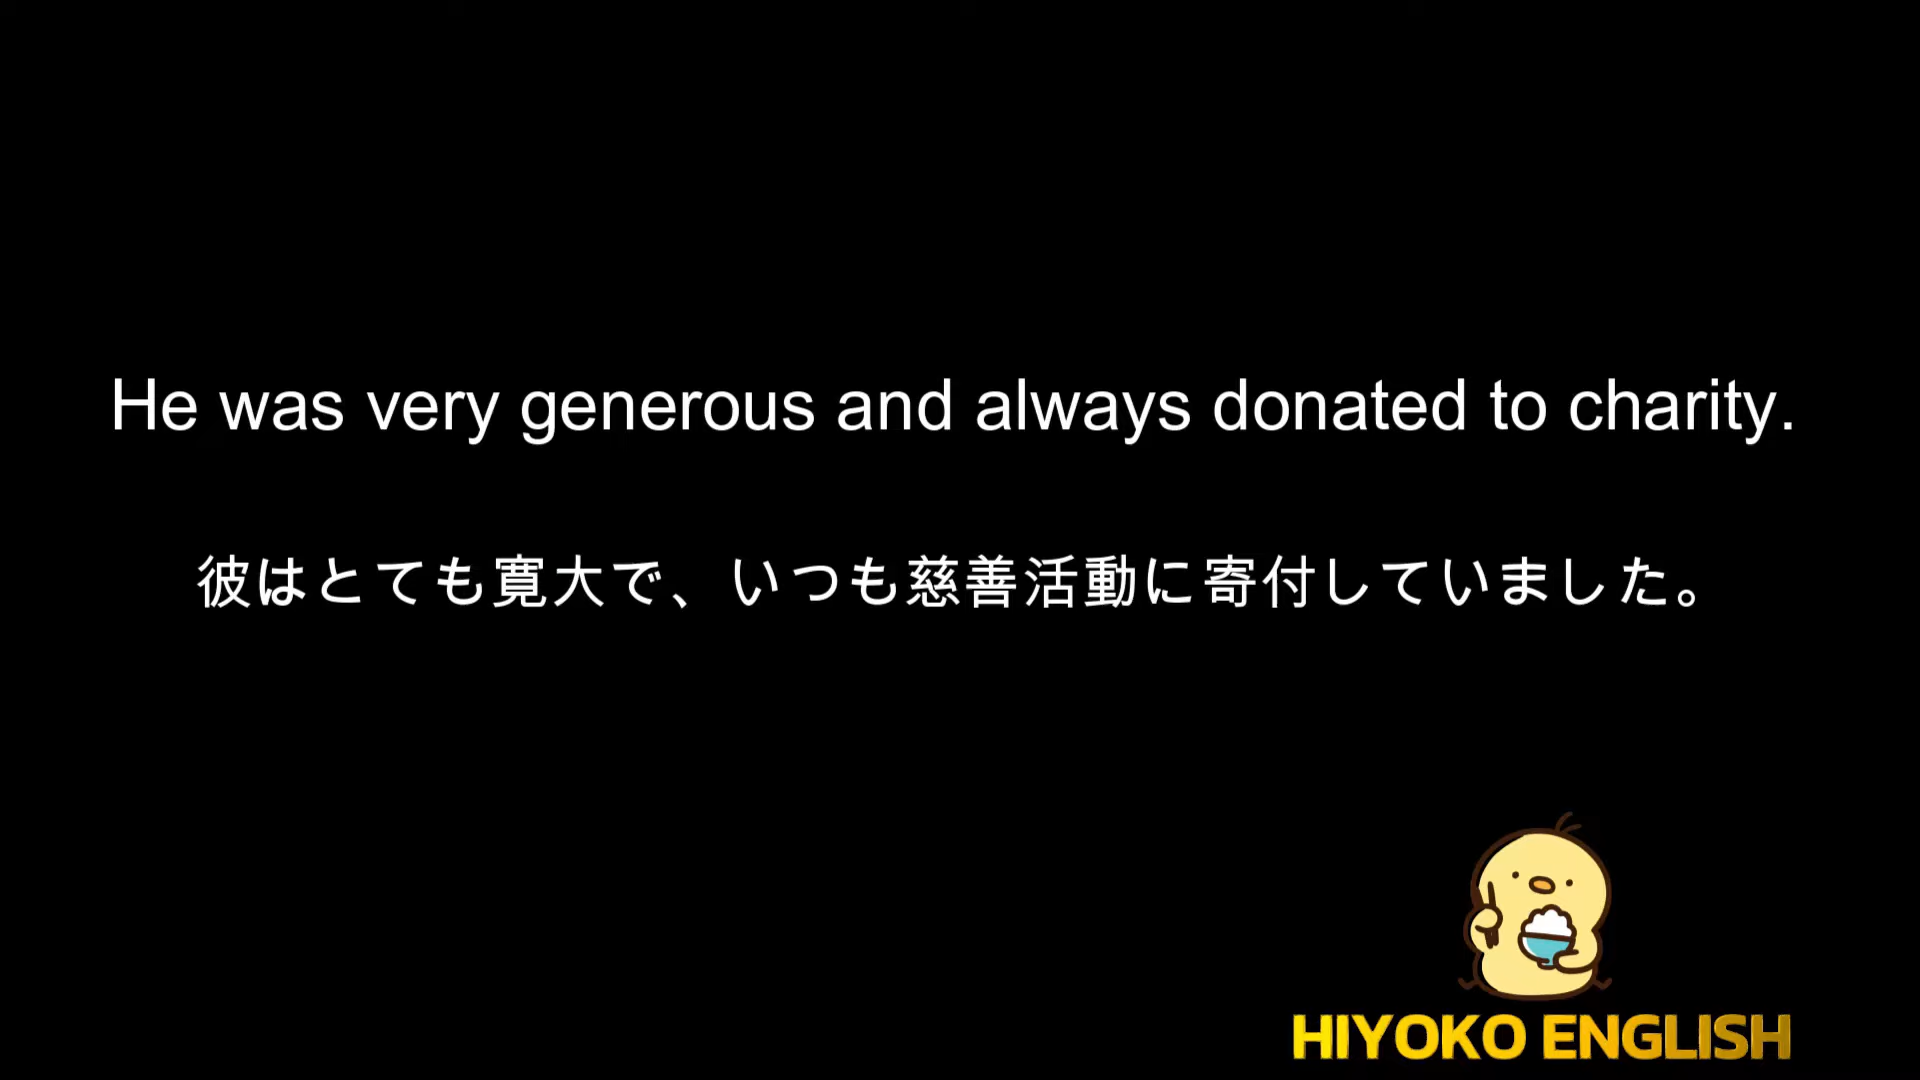 He was very generous and always donated to charity.
彼はとても寛大で、いつも慈善活動に寄付していました。
HIYOKO ENGLISH